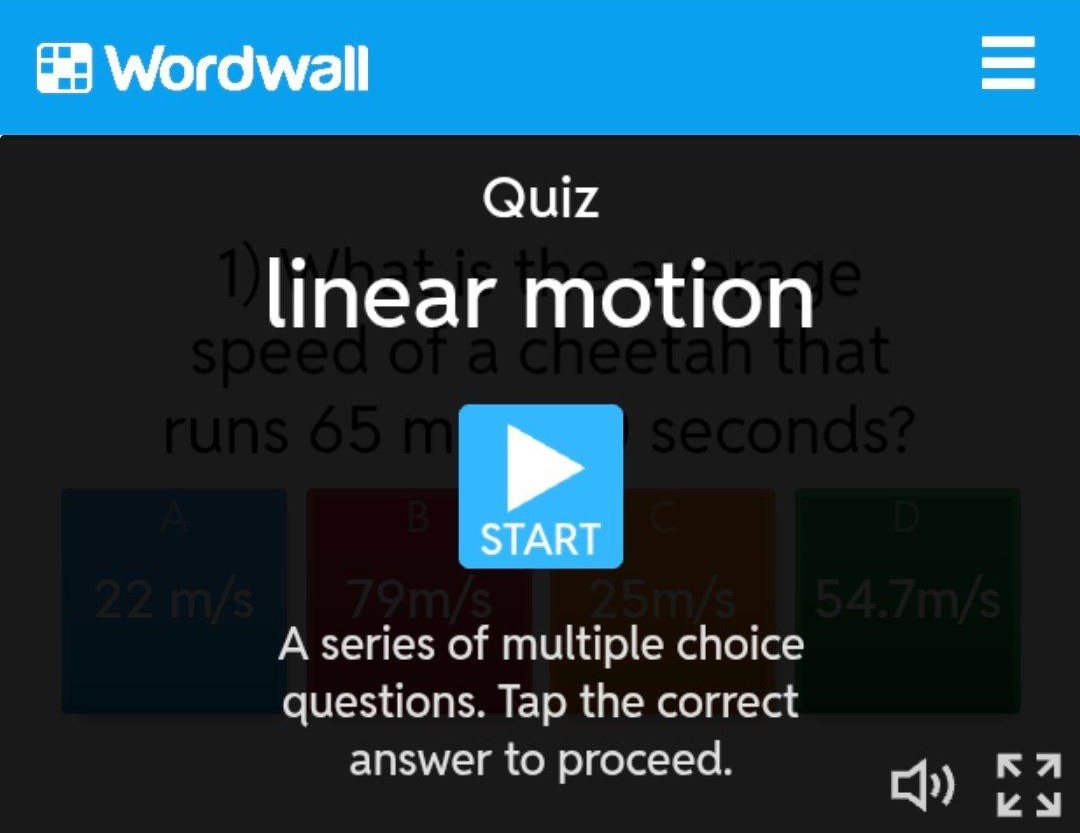 Wordwall
Quiz
linear motion
1) What is the average
speed of a cheetah that
runs 65 m seconds?
START
A
B
C
D
22 m/s
79m/s
25m/s
54.7m/s
A series of multiple choice
questions. Tap the correct
answer to proceed.